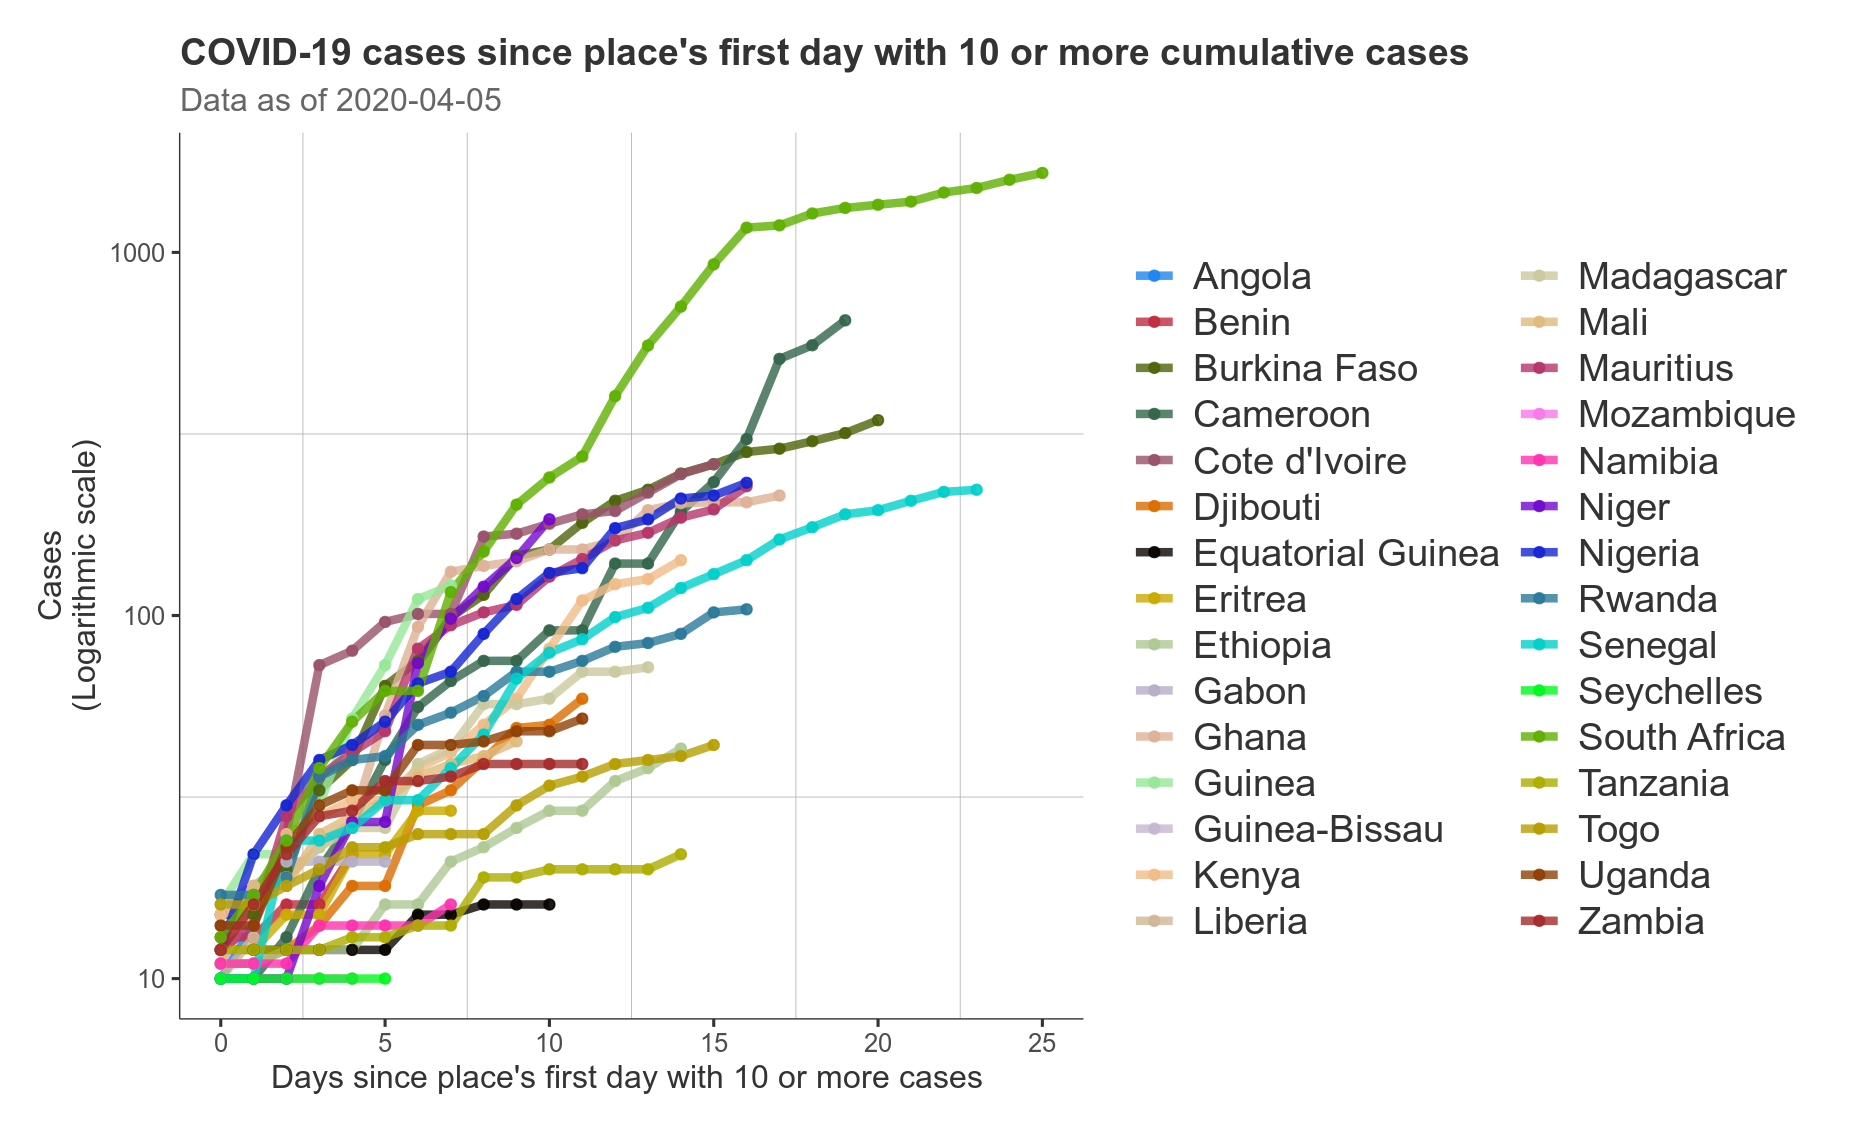 COVID-19 cases since place's first day with 10 or more cumulative cases
Data as of 2020-04-05
Cases
(Logarithmic scale)
1000
100
10
0 5 10 15 20 25
Days since place's first day with 10 or more cases
Angola
Benin
Burkina Faso
Cameroon
Cote d'Ivoire
Djibouti
Equatorial Guinea
Eritrea
Ethiopia
Gabon
Ghana
Guinea
Guinea-Bissau
Kenya
Liberia
Madagascar
Mali
Mauritius
Mozambique
Namibia
Niger
Nigeria
Rwanda
Senegal
Seychelles
South Africa
Tanzania
Togo
Uganda
Zambia